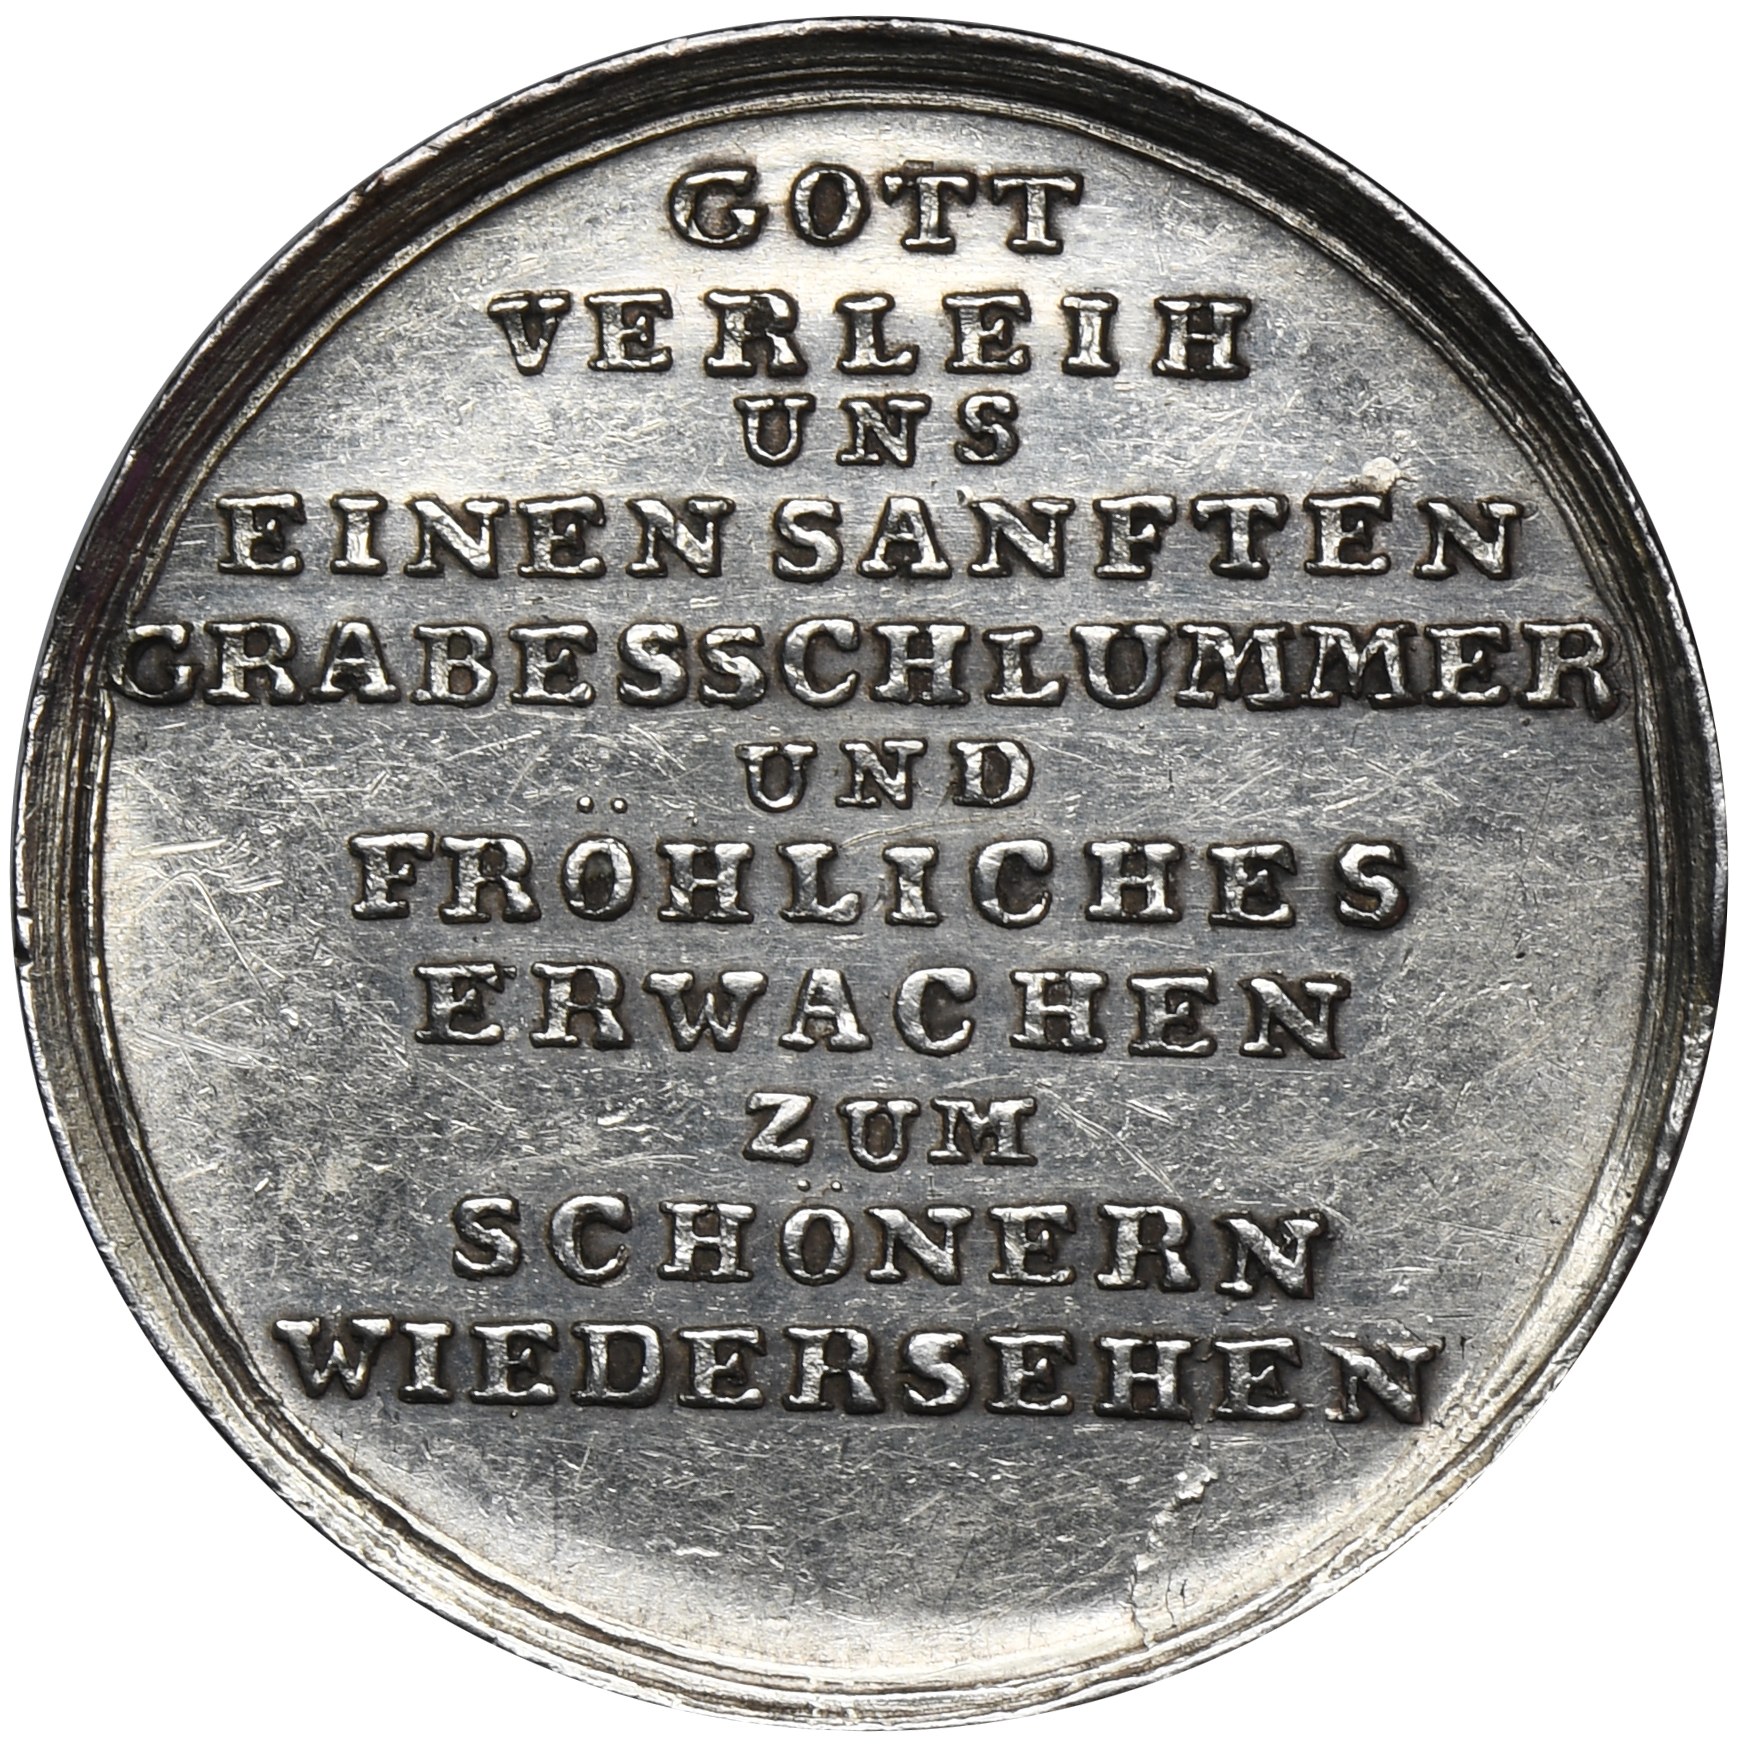 GOTT
VERLEIH
UNS
EINEN SANFTEN
GRABESSCHLUMMER
UND
FRÖHLICHES
ERWACHEN
ZUM
SCHÖNERN
WIEDERSEHEN